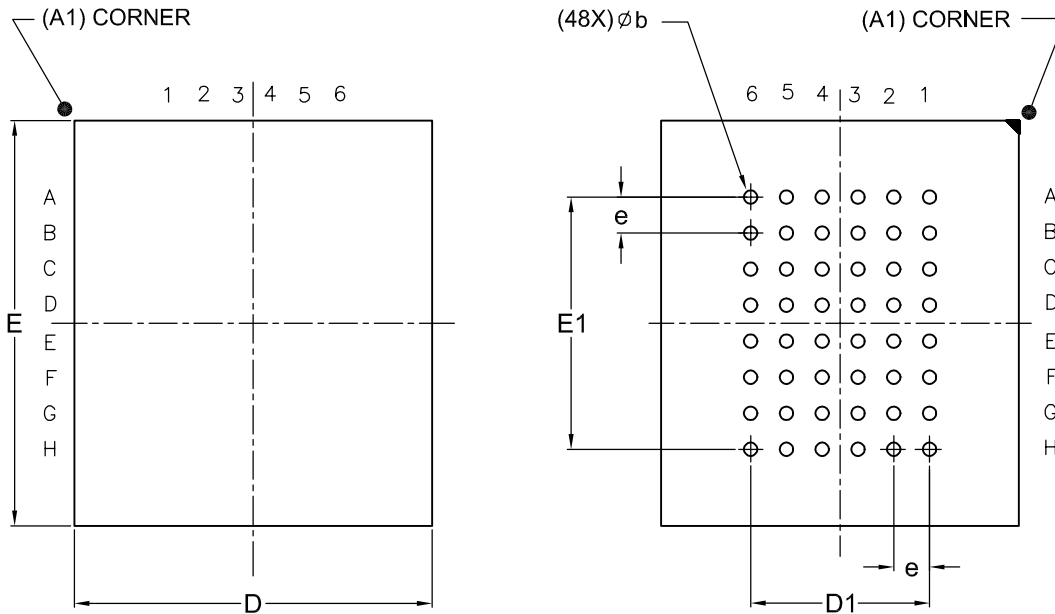 (A1) CORNER
(48X) ⌀b
(A1) CORNER
1 2 3 4 5 6
6 5 4 3 2 1
A
B
C
D
E
E
F
G
H
D
e
E1
A
B
C
D
E
F
G
H
e
D1